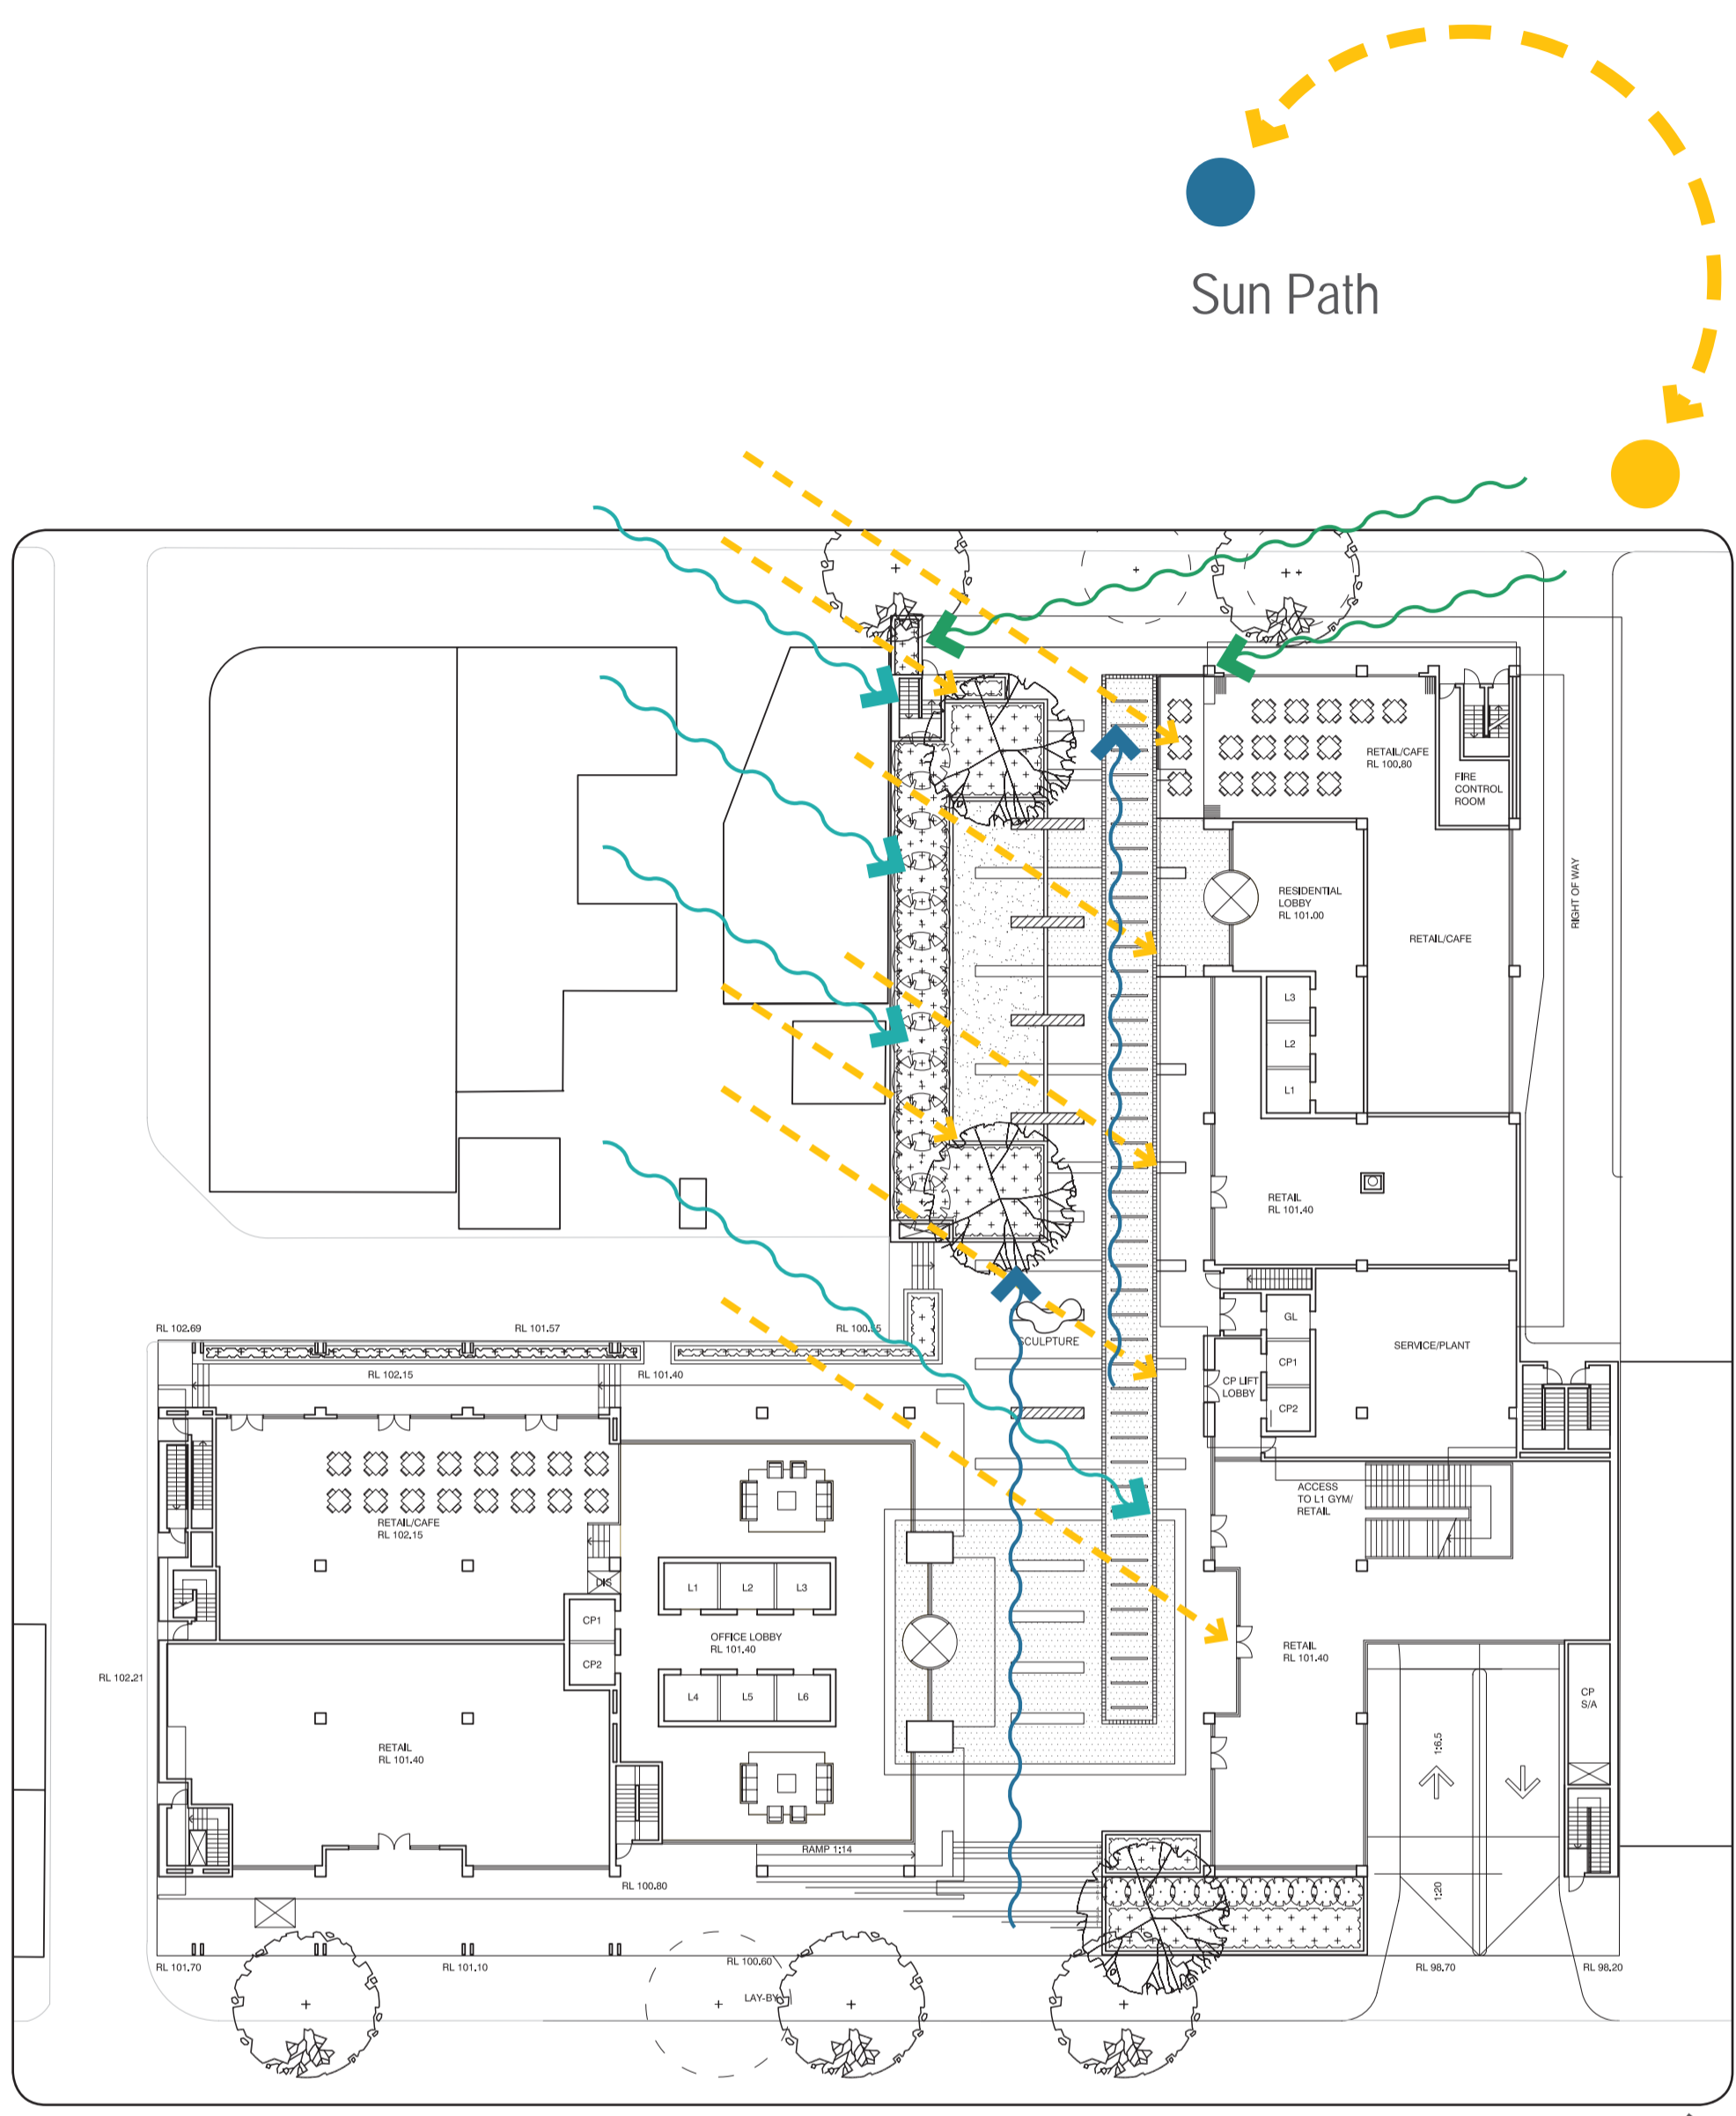 Sun Path
RETAIL/CAFE
RL 100.80
FIRE
CONTROL
ROOM
RIGHT OF WAY
RESIDENTIAL
LOBBY
RL 101.00
RETAIL/CAFE
L3
L2
L1
RETAIL
RL 101.40
RL 102.69
RL 101.57
SCULPTURE
GL
SERVICE/PLANT
RL 102.15
RL 101.40
CP1
CP LIFT
LOBBY
CP2
ACCESS
TO L1 GYM/
RETAIL
RETAIL/CAFE
RL 102.15
DIS
L1
L2
L3
CP1
OFFICE LOBBY
RL 101.40
RETAIL
RL 101.40
CP2
RL 102.21
L4
L5
L6
CP
S/A
RETAIL
RL 101.40
1:6.5
RAMP 1:14
RL 100.80
1:20
RL 101.70
RL 101.10
RL 100.60
RL 98.70
RL 98.20
LAY-BY